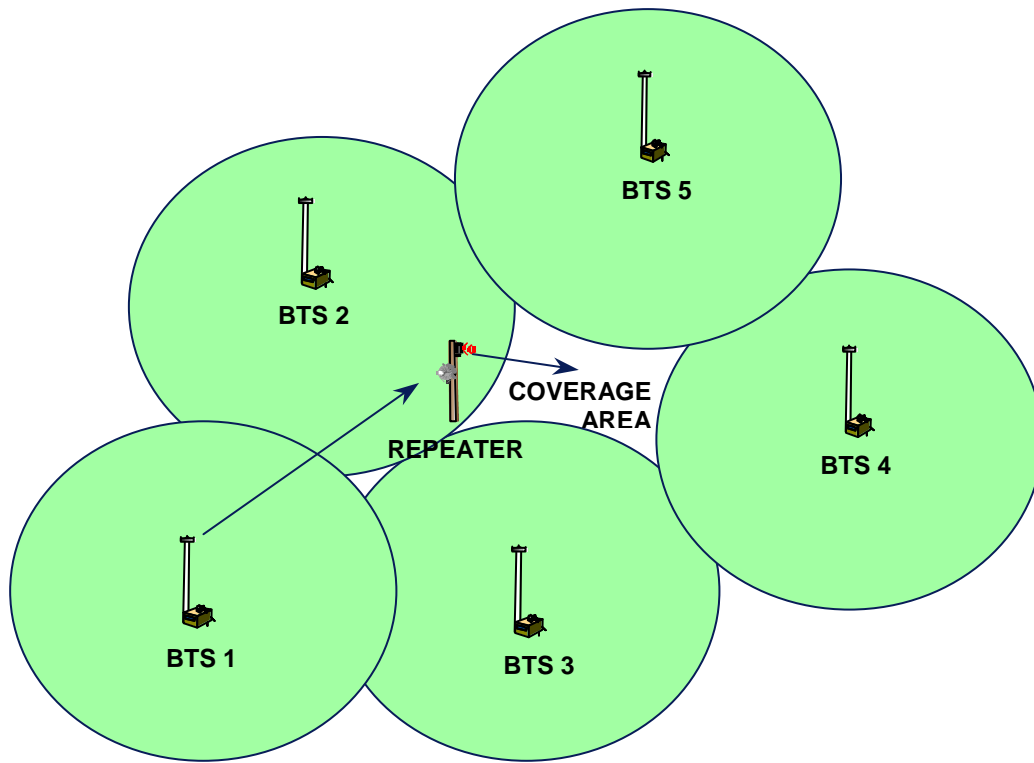 BTS 5
BTS 2
COVERAGE
AREA
REPEATER
BTS 4
BTS 1
BTS 3